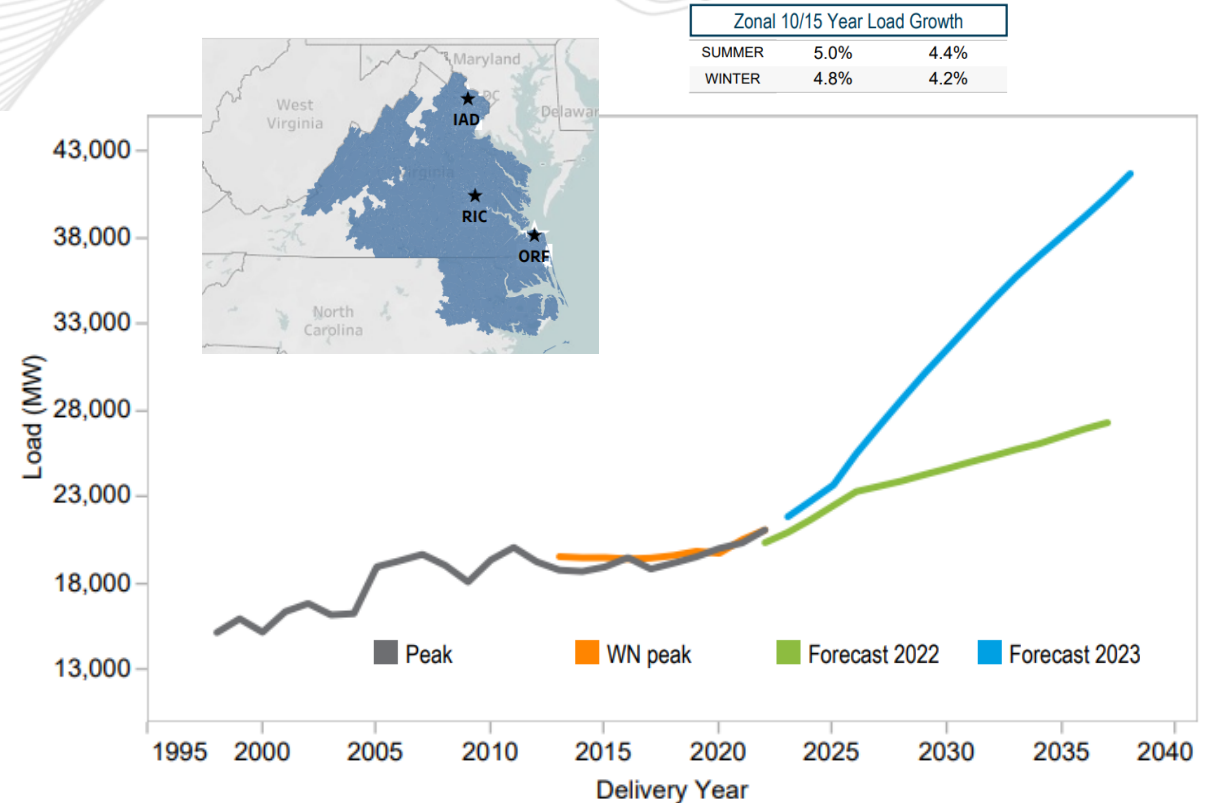 Zonal 10/15 Year Load Growth
SUMMER 5.0% 4.4%
WINTER 4.8% 4.2%
Maryland
DC
IAD
Delawar
West
Virginia
Virginia
RIC
ORF
North
Carolina
43,000
38,000
33,000
28,000
23,000
18,000
13,000
Load (MW)
Peak WN peak Forecast 2022 Forecast 2023
1995 2000 2005 2010 2015 2020 2025 2030 2035 2040
Delivery Year